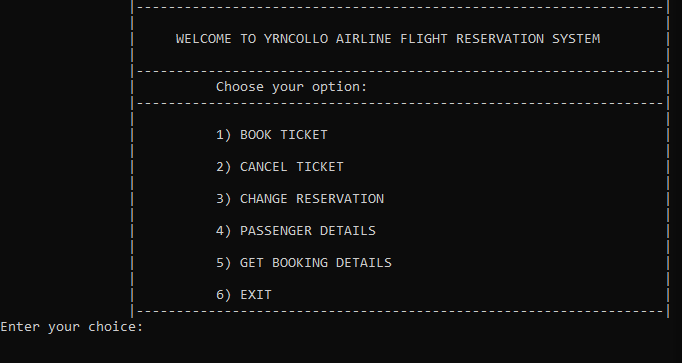 WELCOME TO YRNCOLLO AIRLINE FLIGHT RESERVATION SYSTEM
Choose your option:
1) BOOK TICKET
2) CANCEL TICKET
3) CHANGE RESERVATION
4) PASSENGER DETAILS
5) GET BOOKING DETAILS
6) EXIT
Enter your choice: